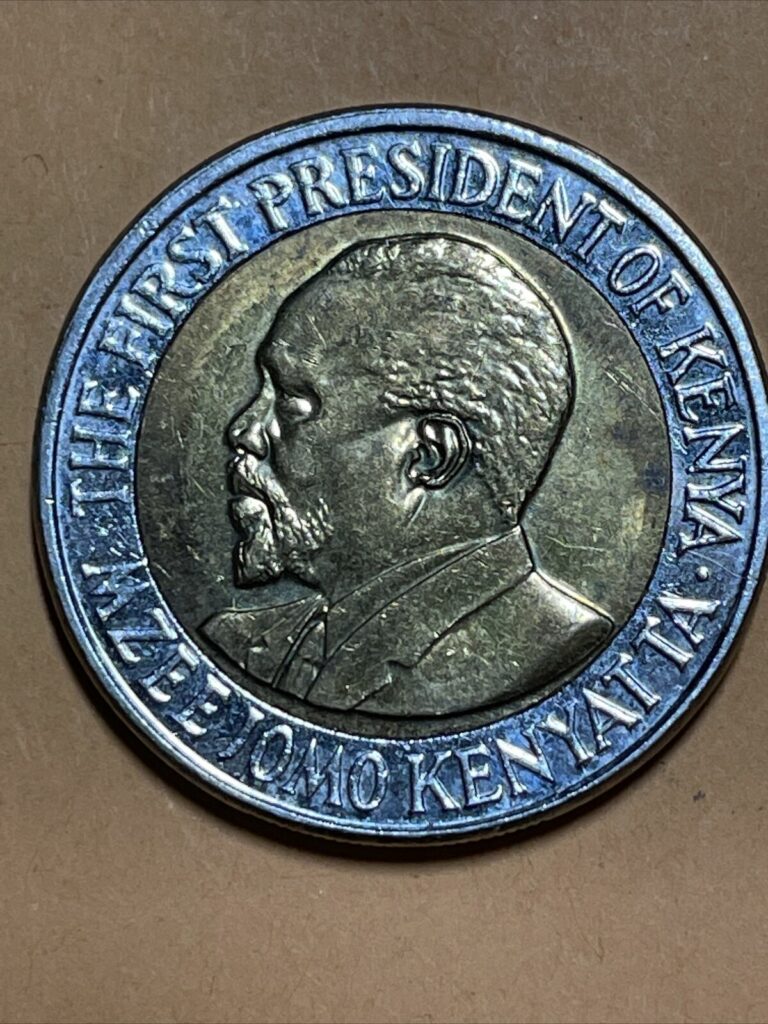 THE FIRST PRESIDENT OF KENYA ·
MZEE JOMO KENYATTA